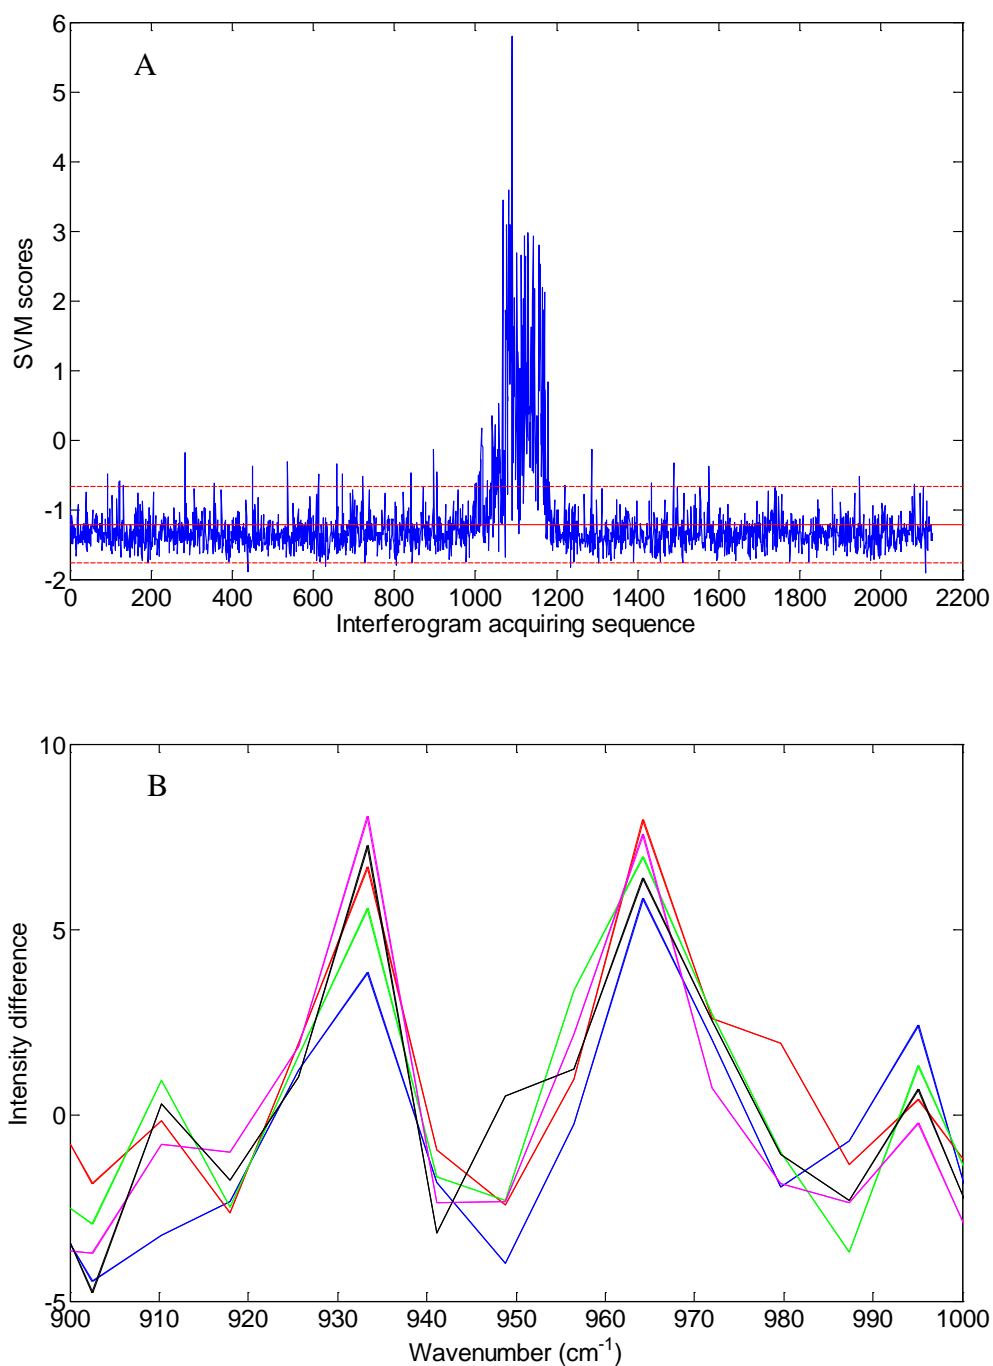 A
6
5
4
3
2
1
0
-1
-2
SVM scores
0 200 400 600 800 1000 1200 1400 1600 1800 2000 2200
Interferogram acquiring sequence
B
10
5
0
-5
Intensity difference
900 910 920 930 940 950 960 970 980 990 1000
Wavenumber (cm-1)